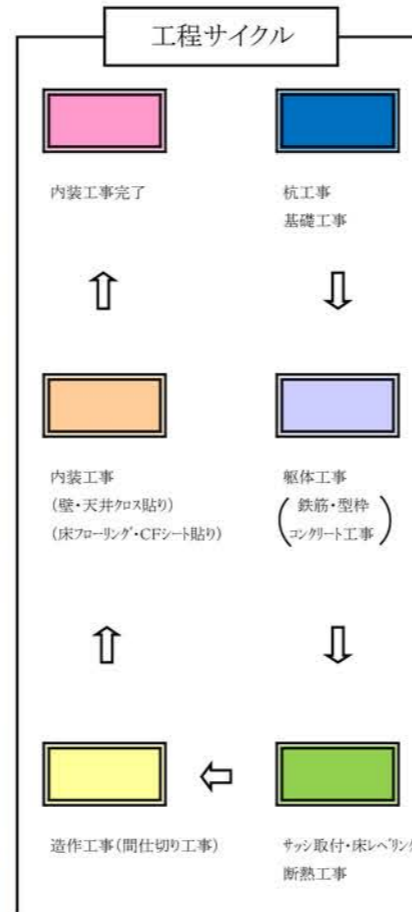 工程サイクル
内装工事完了
杭工事
基礎工事
内装工事
(壁・天井クロス貼り)
(床フローリング・CFシート貼り)
躯体工事
鉄筋・型枠
コンクリート工事
造作工事(間仕切り工事)
サッシ取付・床レベリング
断熱工事